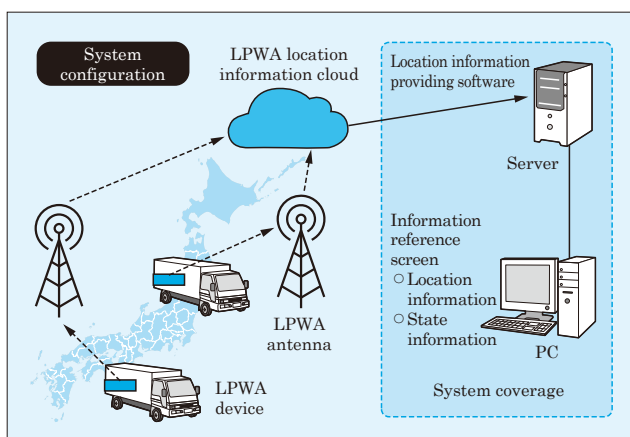 System
configuration
LPWA location
information cloud
Location information
providing software
Server
Information
reference
screen
○ Location
information
○ State
information
PC
LPWA
antenna
LPWA
device
System coverage